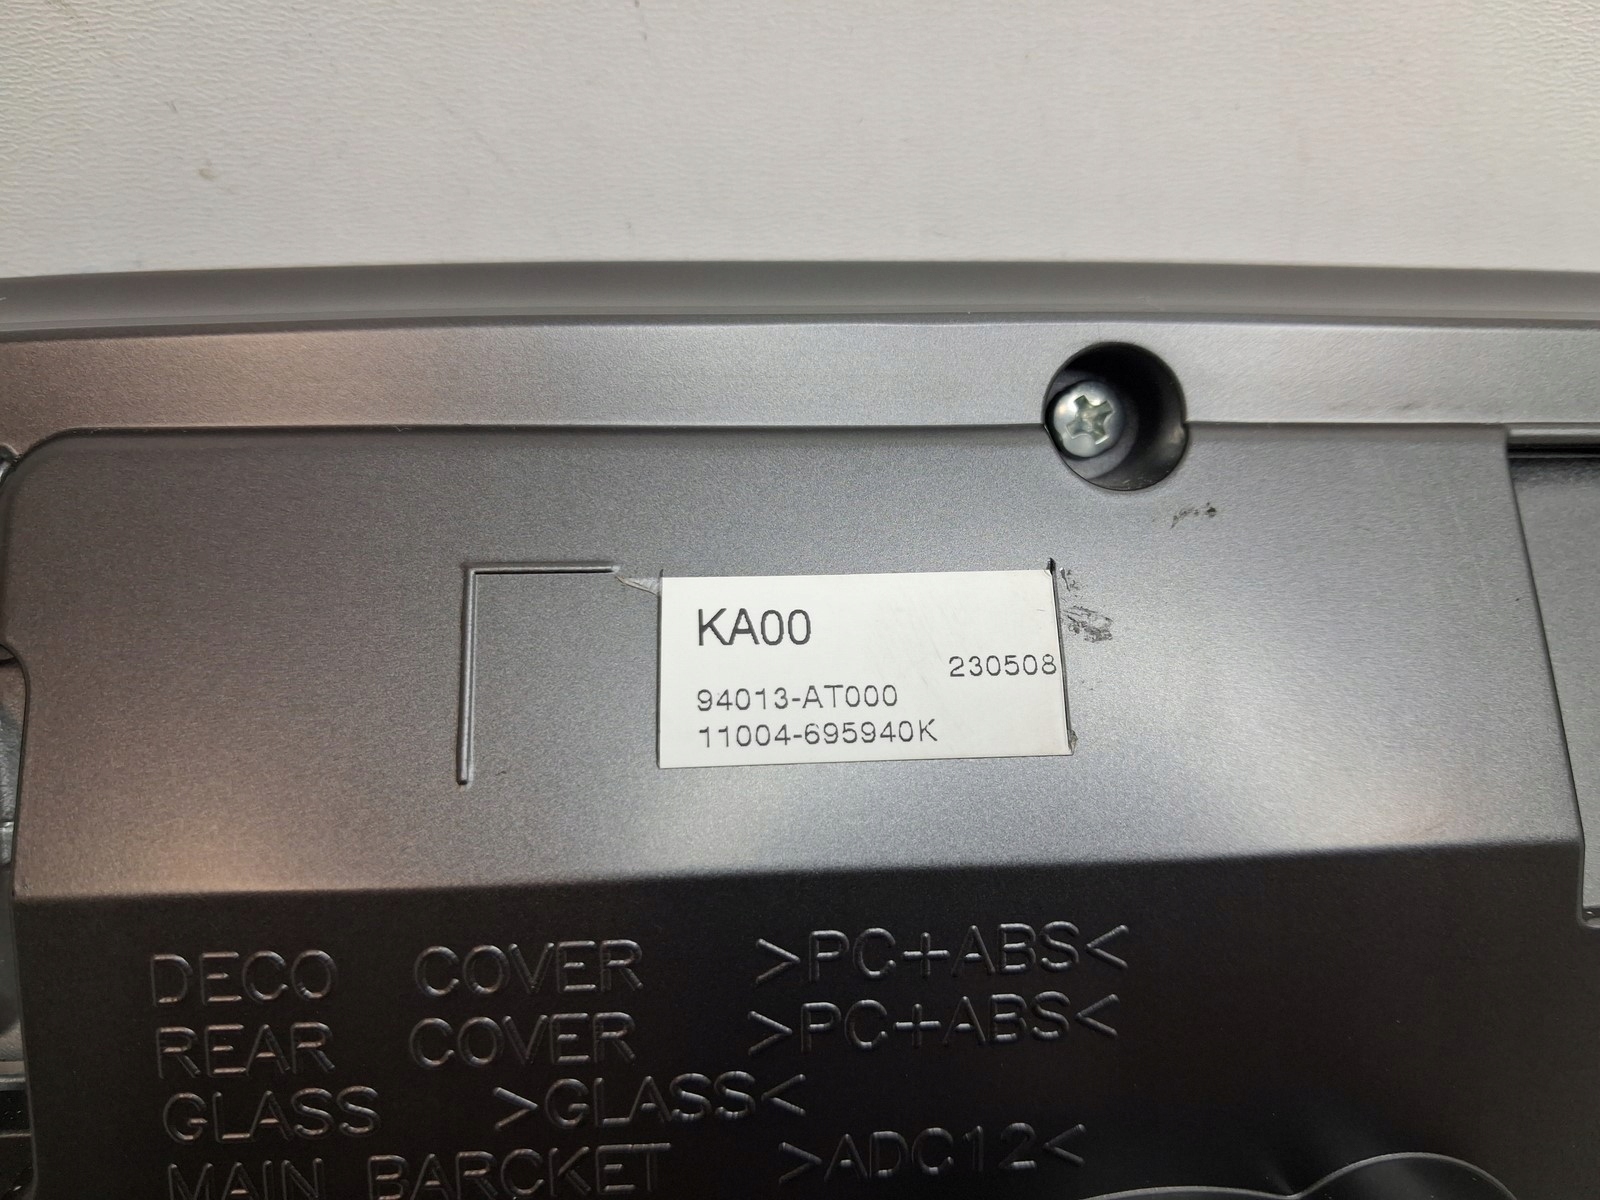 KA00
230508
94013-AT000
11004-695940K
DECO COVER >PC+ABS<
REAR COVER >PC+ABS<
GLASS >GLASS<
MAIN BARCKET >ADC12<